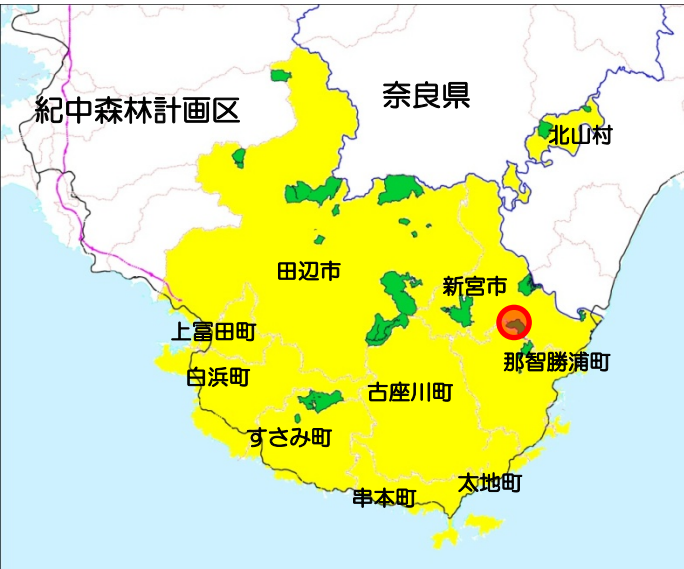 奈良県
紀中森林計画区
北山村
田辺市
新宮市
上富田町
那智勝浦町
白浜町
古座川町
すさみ町
太地町
串本町